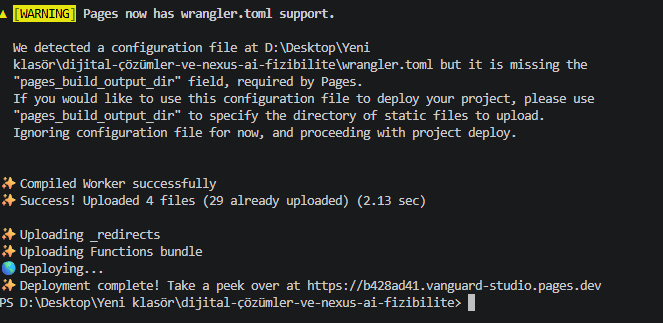 ▲ [WARNING] Pages now has wrangler.toml support.
We detected a configuration file at D:\Desktop\Yeni
klasör\dijital-çözümler-ve-nexus-ai-fizibilite\wrangler.toml but it is missing the
"pages_build_output_dir" field, required by Pages.
If you would like to use this configuration file to deploy your project, please use
"pages_build_output_dir" to specify the directory of static files to upload.
Ignoring configuration file for now, and proceeding with project deploy.
✨ Compiled Worker successfully
✨ Success! Uploaded 4 files (29 already uploaded) (2.13 sec)
✨ Uploading _redirects
✨ Uploading Functions bundle
🌎 Deploying...
✨ Deployment complete! Take a peek over at https://b428ad41.vanguard-studio.pages.dev
PS D:\Desktop\Yeni klasör\dijital-çözümler-ve-nexus-ai-fizibilite>